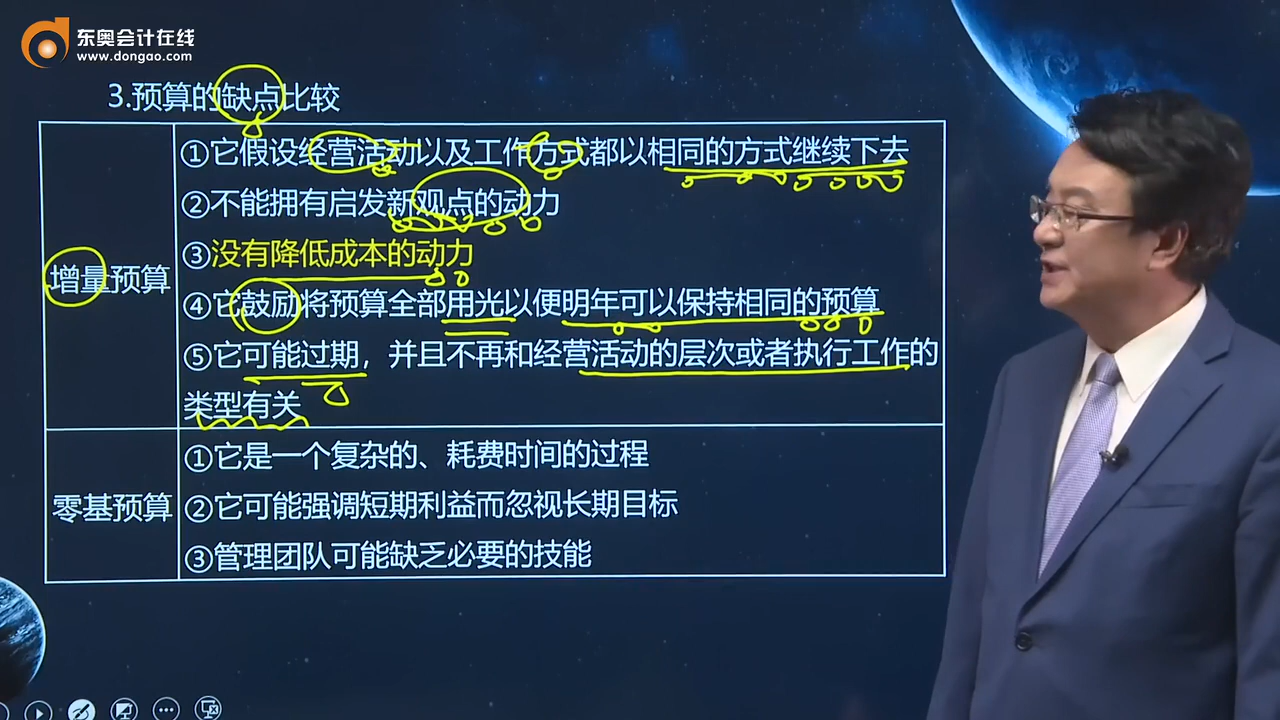 东奥会计在线
www.dongao.com
3.预算的缺点比较
增量预算
①它假设经营活动以及工作方式都以相同的方式继续下去
②不能拥有启发新观点的动力
③没有降低成本的动力
④它鼓励将预算全部用光以便明年可以保持相同的预算
⑤它可能过期，并且不再和经营活动的层次或者执行工作的
类型有关
零基预算
①它是一个复杂的、耗费时间的过程
②它可能强调短期利益而忽视长期目标
③管理团队可能缺乏必要的技能